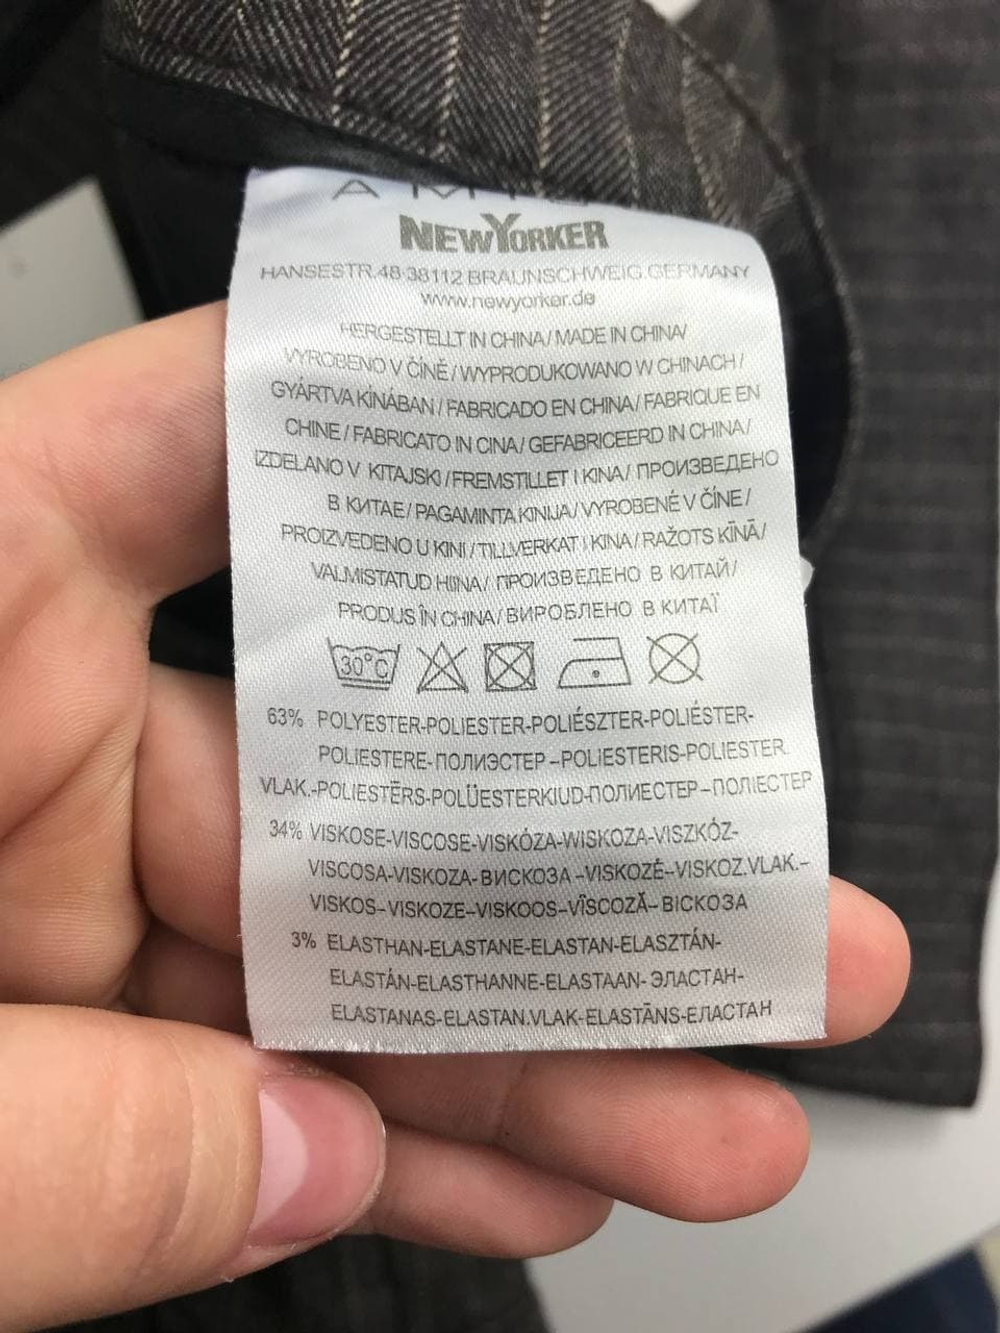 NEWYORKER
HANSESTR.48 38112 BRAUNSCHWEIG.GERMANY
www.newyorker.de
HERGESTELLT IN CHINA / MADE IN CHINA/
VYROBENO V ČÍNĚ / WYPRODUKOWANO W CHINACH /
GYÁRTVA KÍNÁBAN / FABRICADO EN CHINA / FABRIQUE EN
CHINE / FABRICATO IN CINA / GEFABRICEERD IN CHINA /
IZDELANO V KITAJSKI / FREMSTILLET I KINA / ПРОИЗВЕДЕНО
В КИТАЕ / PAGAMINTA KINIJA / VYROBENÉ V ČÍNE /
PROIZVEDENO U KINI / TILLVERKAT I KINA / RAŽOTS KĪNĀ /
VALMISTATUD HIINA / ПРОИЗВЕДЕНО В КИТАЙ /
PRODUS ÎN CHINA / ВИРОБЛЕНО В КИТАЇ
30°C
63% POLYESTER-POLIESTER-POLIÉSZTER-POLIÉSTER-
POLIESTERE-ПОЛИЭСТЕР–POLIESTERIS-POLIESTER.
VLAK.-POLIESTĒRS-POLÜESTERKIUD-ПОЛИЕСТЕР–ПОЛІЕСТЕР
34% VISKOSE-VISCOSE-VISKÓZA-WISKOZA-VISZKÓZ-
VISCOSA-VISKOZA-ВИСКОЗА–VISKOZĖ–VISKOZ.VLAK.–
VISKOS–VISKOZE–VISKOOS–VÎSCOZĂ–ВІСКОЗА
3% ELASTHAN-ELASTANE-ELASTAN-ELASZTÁN-
ELASTÁN-ELASTHANNE-ELASTAAN-ЭЛАСТАН-
ELASTANAS-ELASTAN.VLAK-ELASTĀNS-ЕЛАСТАН